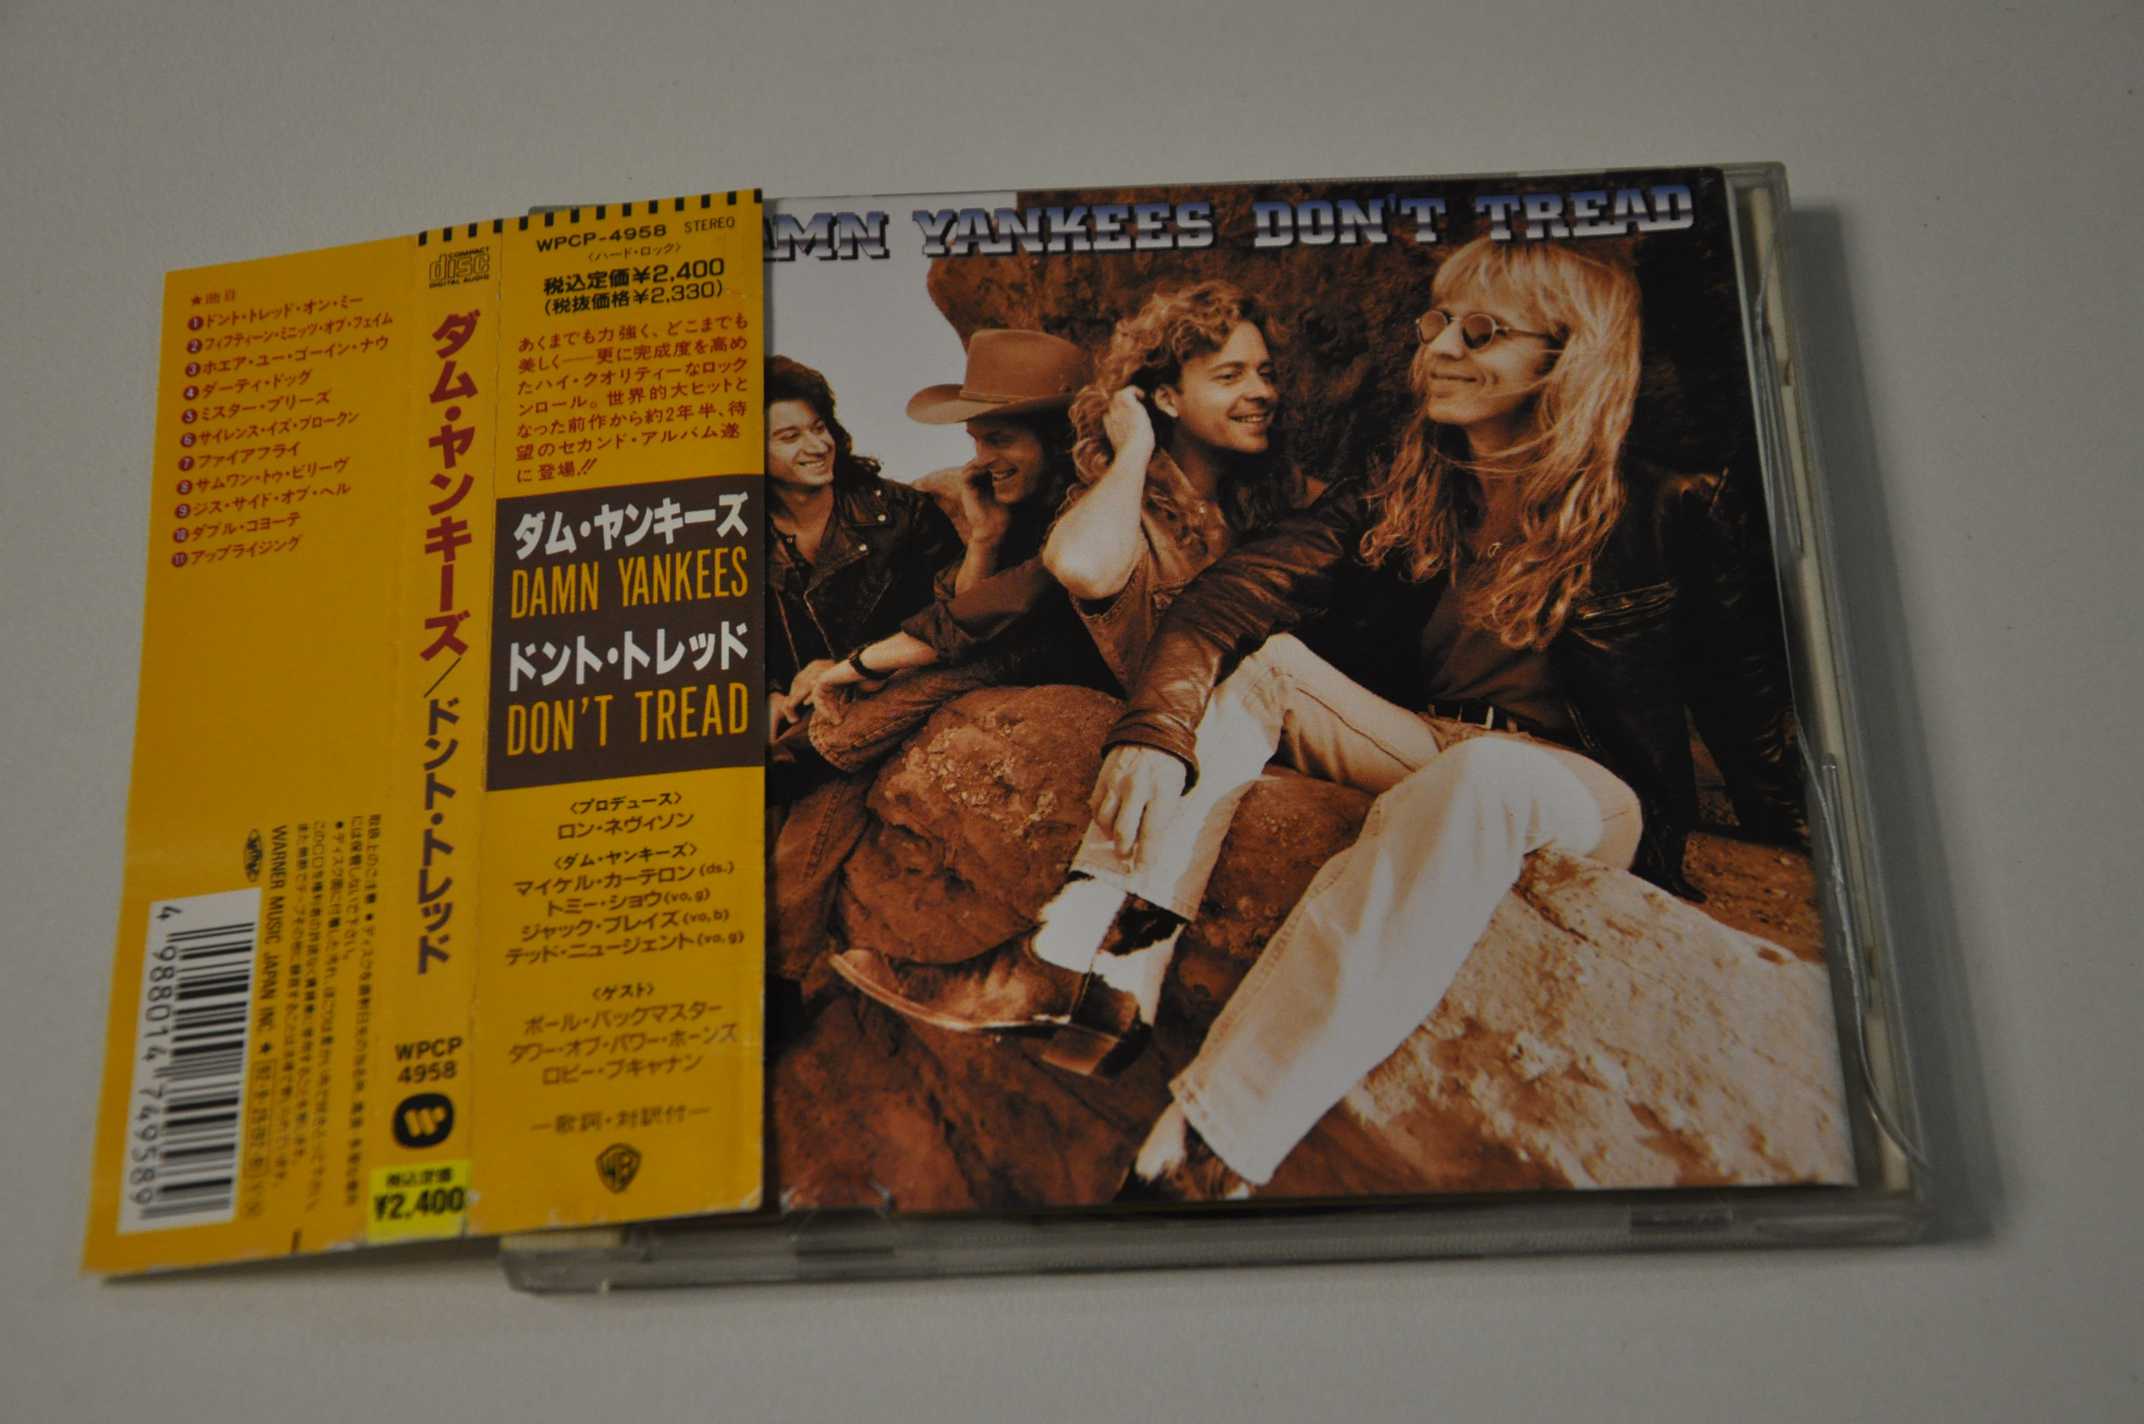 ★曲目
❶ドント・トレッド・オン・ミー
❷フィフティーン・ミニッツ・オブ・フェイム
❸ホエア・ユー・ゴーイン・ナウ
❹ダーティ・ドッグ
❺ミスター・プリーズ
❻サイレンス・イズ・ブロークン
❼ファイアフライ
❽サムワン・トゥ・ビリーヴ
❾ジス・サイド・オブ・ヘル
❿ダブル・コヨーテ
⓫アップライジング
WARNER MUSIC JAPAN INC.
4 988014 749589
COMPACT
disc
DIGITAL AUDIO
ダム・ヤンキーズ/ドント・トレッド
WPCP
4958
税込定価
¥2,400
WPCP-4958 STEREO
〈ハード・ロック〉
税込定価¥2,400
(税抜価格¥2,330)
あくまでも力強く、どこまでも
美しく——更に完成度を高め
たハイ・クオリティーなロック
ンロール。世界的大ヒットと
なった前作から約2年半、待
望のセカンド・アルバム遂
に登場!!
ダム・ヤンキーズ
DAMN YANKEES
ドント・トレッド
DON'T TREAD
〈プロデュース〉
ロン・ネヴィソン
〈ダム・ヤンキーズ〉
マイケル・カーテロン(ds.)
トミー・ショウ(vo,g)
ジャック・ブレイズ(vo,b)
テッド・ニュージェント(vo,g)
〈ゲスト〉
ポール・バックマスター
タワー・オブ・パワー・ホーンズ
ロビー・ブキャナン
—歌詞・対訳付—
WB
AMN YANKEES DON'T TREAD